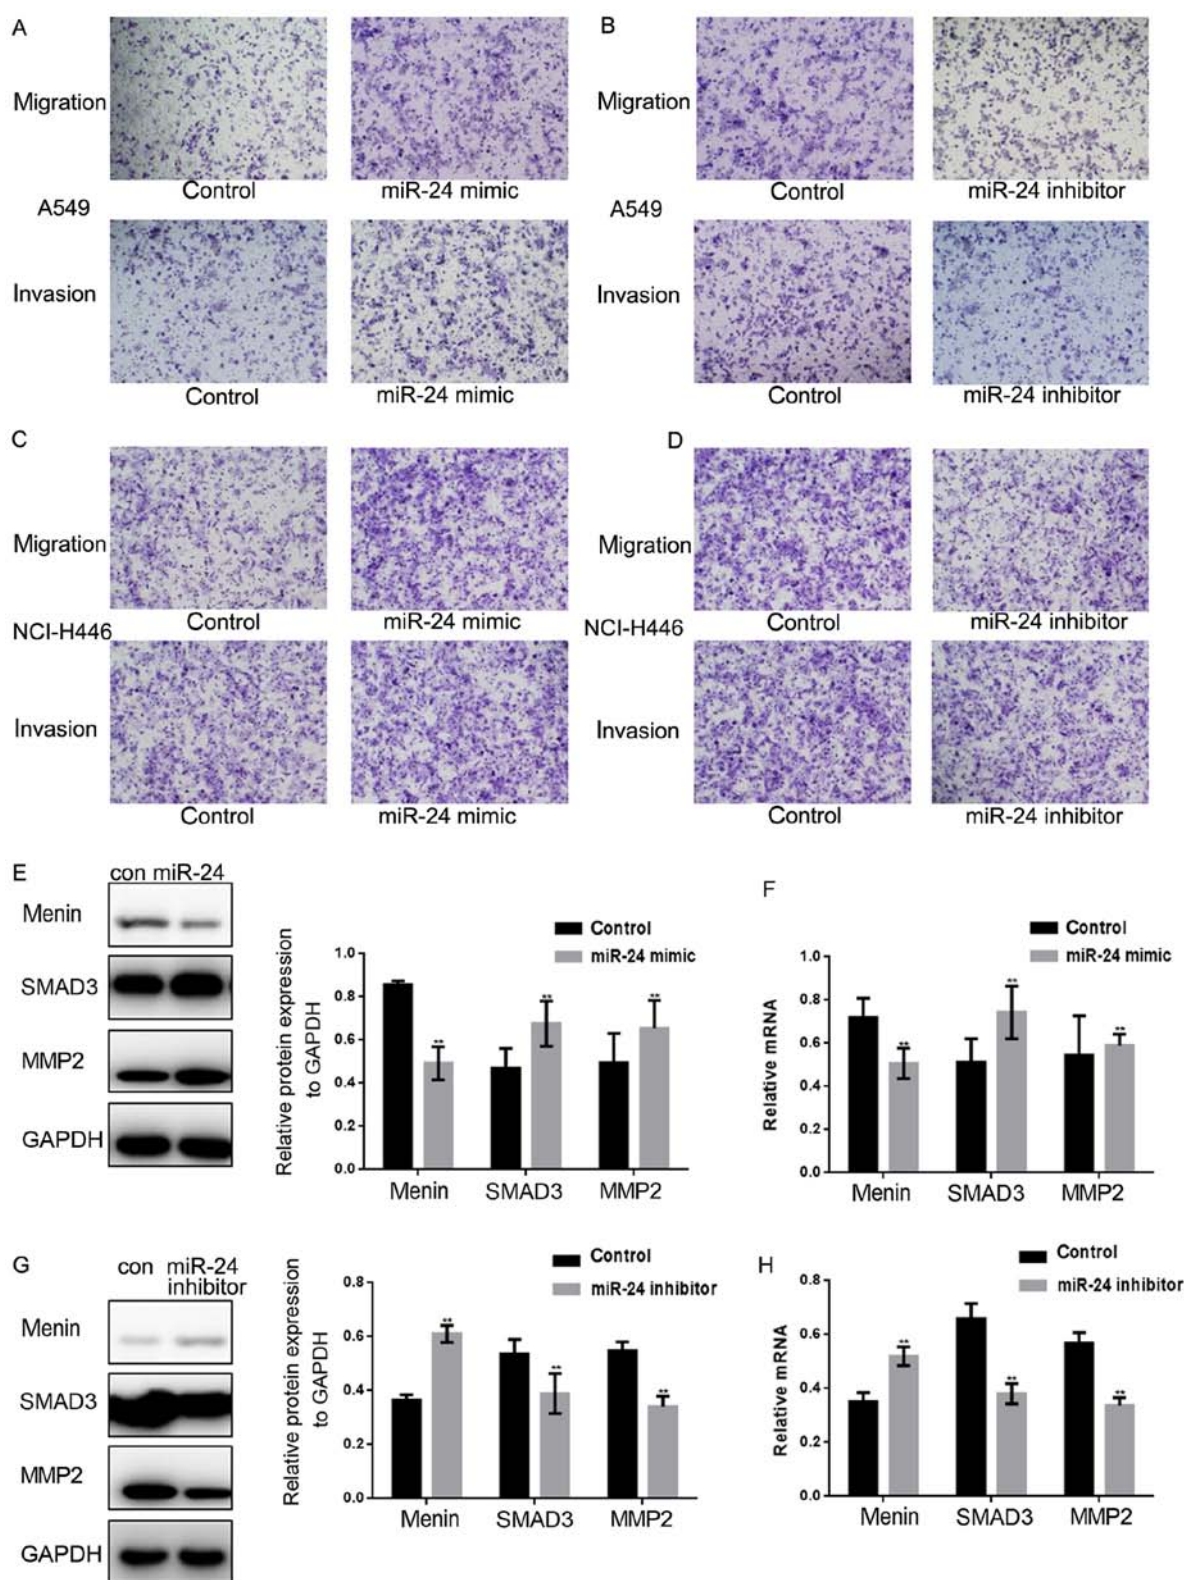 A
B
Migration
Migration
Control
miR-24 mimic
Control
miR-24 inhibitor
A549
A549
Invasion
Invasion
Control
miR-24 mimic
Control
miR-24 inhibitor
C
D
Migration
Migration
Control
miR-24 mimic
Control
miR-24 inhibitor
NCI-H446
NCI-H446
Invasion
Invasion
Control
miR-24 mimic
Control
miR-24 inhibitor
E
con miR-24
Menin
SMAD3
MMP2
GAPDH
Relative protein expression
to GAPDH
Control
miR-24 mimic
1.0
0.8
0.6
0.4
0.2
0.0
**
**
**
Menin
SMAD3
MMP2
F
Control
miR-24 mimic
Relative mRNA
1.0
0.8
0.6
0.4
0.2
0.0
**
**
**
Menin
SMAD3
MMP2
G
con
miR-24
inhibitor
Menin
SMAD3
MMP2
GAPDH
Relative protein expression
to GAPDH
Control
miR-24 inhibitor
0.8
0.6
0.4
0.2
0.0
**
**
**
Menin
SMAD3
MMP2
H
Control
miR-24 inhibitor
Relative mRNA
0.8
0.6
0.4
0.2
0.0
**
**
**
Menin
SMAD3
MMP2